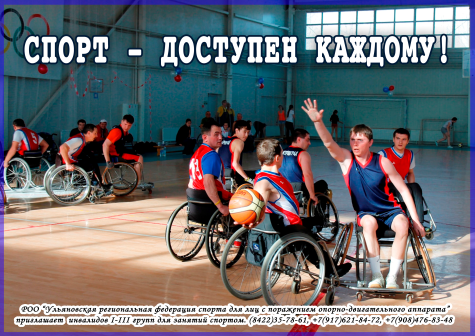 СПОРТ - ДОСТУПЕН КАЖДОМУ!
РОО "Ульяновская региональная федерация спорта для лиц с поражением опорно-двигательного аппарата"
приглашает инвалидов I-III групп для занятий спортом. (8422)35-78-61, +7(917)621-84-72, +7(908)476-83-48